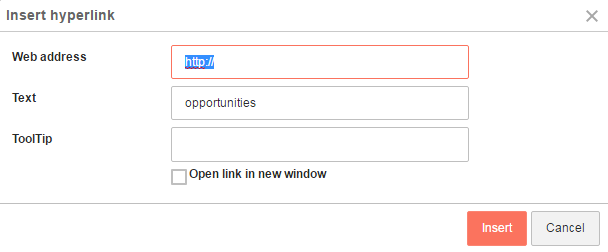 Insert hyperlink
Web address
http://
Text
opportunities
ToolTip
Open link in new window
Insert
Cancel